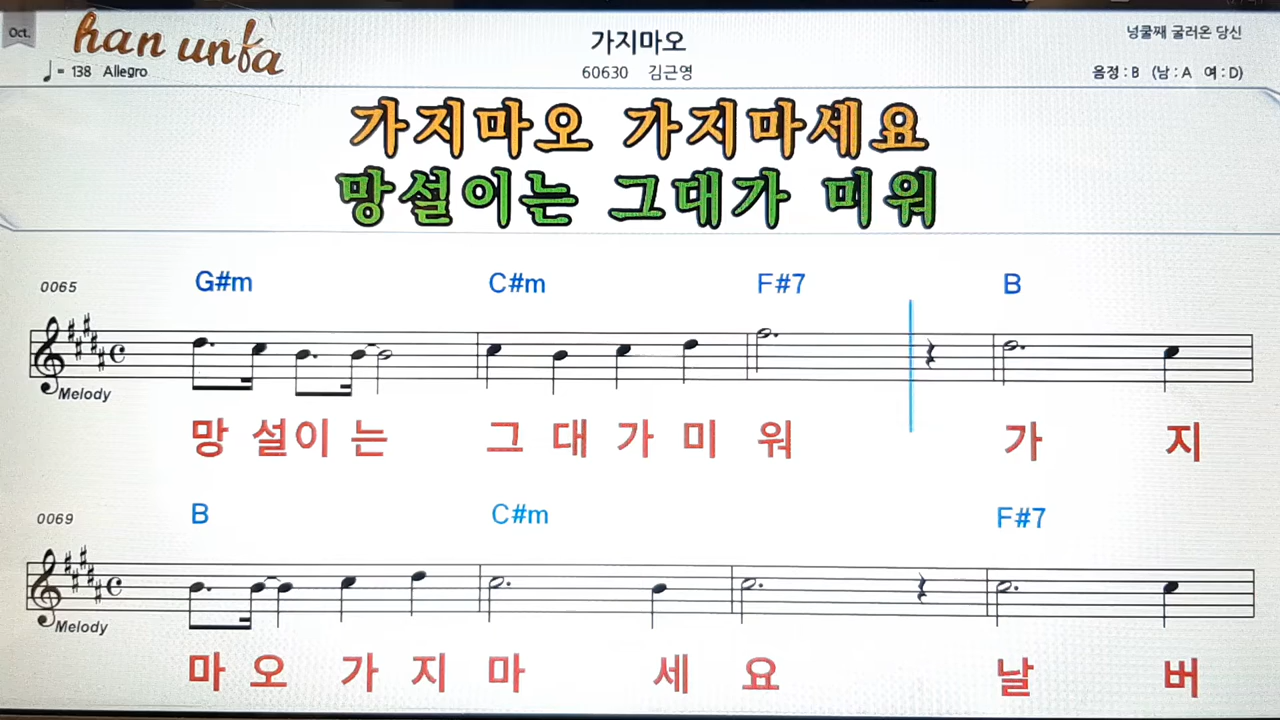 Oct.
han unfa
가지마오
넝쿨째 굴러온 당신
♩ = 138 Allegro
60630 김근영
음정 : B (남 : A 여 : D)
가지마오 가지마세요
망설이는 그대가 미워
0065
G#m C#m F#7 B
Melody
망 설이 는 그 대 가 미 워 가 지
0069
B C#m F#7
Melody
마 오 가 지 마 세 요 날 버